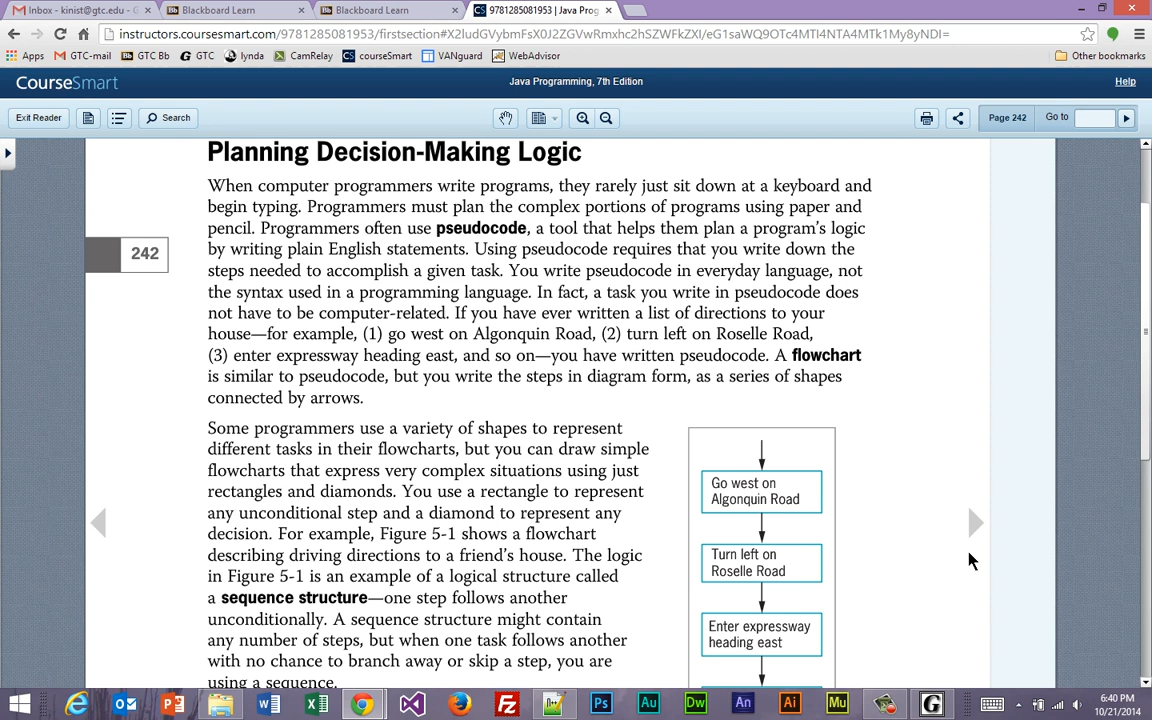 Inbox - kinist@gtc.edu - G
Blackboard Learn
Blackboard Learn
9781285081953 | Java Prog
instructors.coursesmart.com/9781285081953/firstsection#X2ludGVybmFsX0J2ZGVwRmxhc2hSZWFkZXI/eG1saWQ9OTc4MTI4NTA4MTk1My8yNDI=
Apps GTC-mail GTC Bb GTC lynda CamRelay courseSmart VANguard WebAdvisor Other bookmarks
CourseSmart Java Programming, 7th Edition Help
Exit Reader Search Page 242 Go to
Planning Decision-Making Logic
When computer programmers write programs, they rarely just sit down at a keyboard and
begin typing. Programmers must plan the complex portions of programs using paper and
pencil. Programmers often use pseudocode, a tool that helps them plan a program's logic
by writing plain English statements. Using pseudocode requires that you write down the
242
steps needed to accomplish a given task. You write pseudocode in everyday language, not
the syntax used in a programming language. In fact, a task you write in pseudocode does
not have to be computer-related. If you have ever written a list of directions to your
house—for example, (1) go west on Algonquin Road, (2) turn left on Roselle Road,
(3) enter expressway heading east, and so on—you have written pseudocode. A flowchart
is similar to pseudocode, but you write the steps in diagram form, as a series of shapes
connected by arrows.
Some programmers use a variety of shapes to represent
different tasks in their flowcharts, but you can draw simple
flowcharts that express very complex situations using just
rectangles and diamonds. You use a rectangle to represent
any unconditional step and a diamond to represent any
decision. For example, Figure 5-1 shows a flowchart
describing driving directions to a friend's house. The logic
in Figure 5-1 is an example of a logical structure called
a sequence structure—one step follows another
unconditionally. A sequence structure might contain
any number of steps, but when one task follows another
with no chance to branch away or skip a step, you are
using a sequence.
Go west on
Algonquin Road
Turn left on
Roselle Road
Enter expressway
heading east
Ps Au Dw An Ai Mu G
6:40 PM
10/21/2014